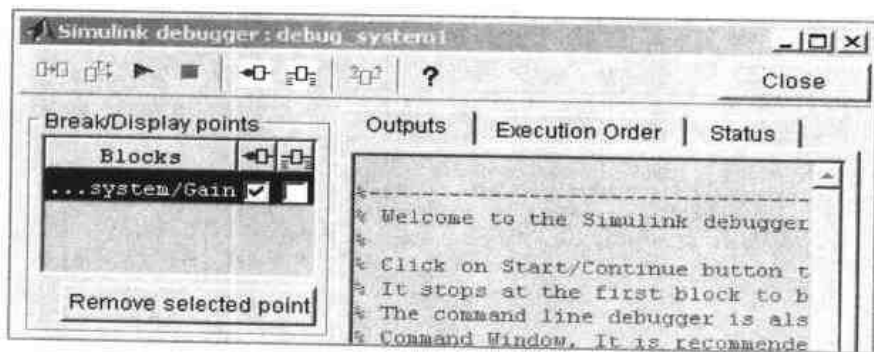 Simulink debugger : debug_system1
? Close
Break/Display points
Blocks
...system/Gain
Remove selected point
Outputs Execution Order Status
%----------------------------------------
% Welcome to the Simulink debugger
%
% Click on Start/Continue button t
% It stops at the first block to b
% The command line debugger is als
% Command Window. It is recommende